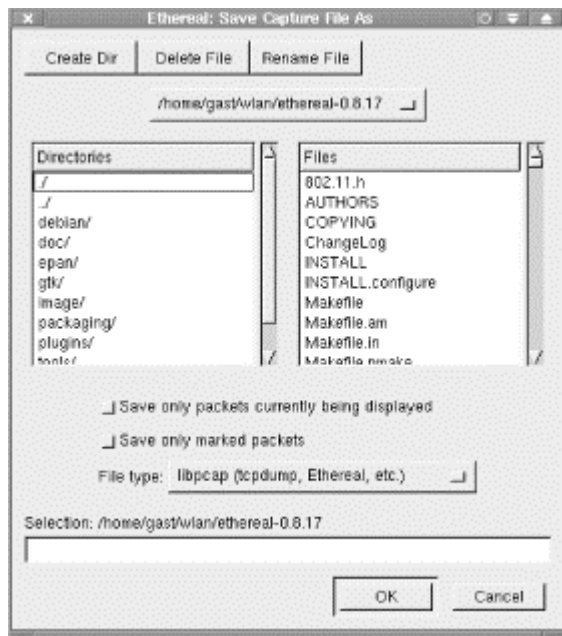 Ethereal: Save Capture File As
Create Dir Delete File Rename File
/home/gast/wlan/ethereal-0.8.17
Directories
./
../
debian/
doc/
epan/
gtk/
image/
packaging/
plugins/
tools/
Files
802.11.h
AUTHORS
COPYING
ChangeLog
INSTALL
INSTALL.configure
Makefile
Makefile.am
Makefile.in
Makefile.nmake
Save only packets currently being displayed
Save only marked packets
File type: libpcap (tcpdump, Ethereal, etc.)
Selection: /home/gast/wlan/ethereal-0.8.17
OK Cancel